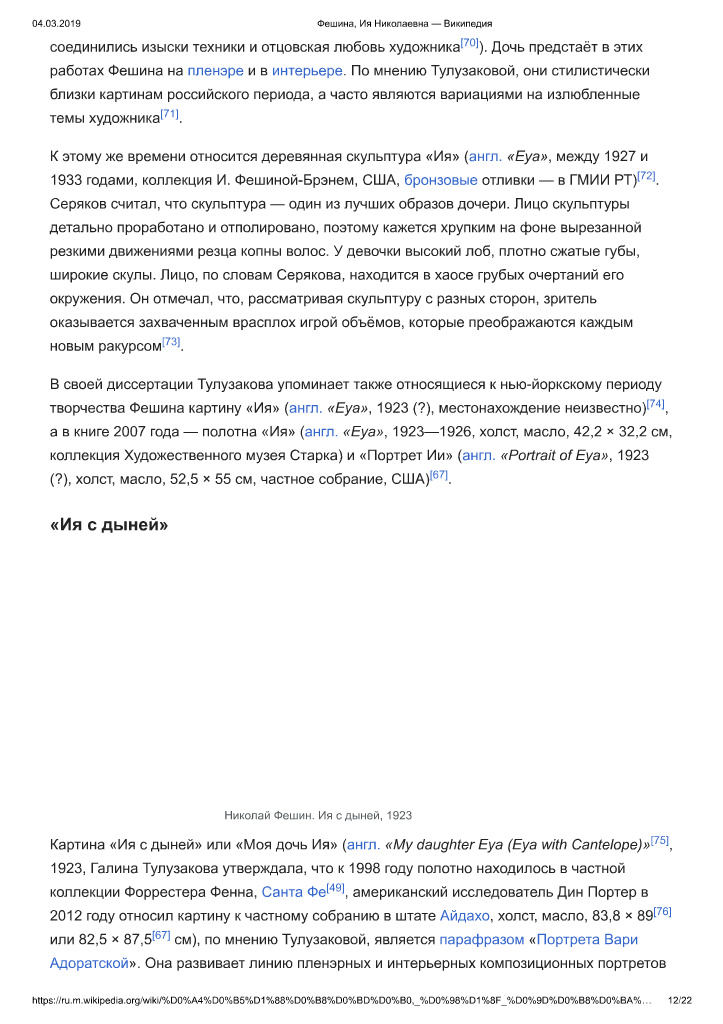 04.03.2019 Фешина, Ия Николаевна — Википедия
соединились изыски техники и отцовская любовь художника[70]). Дочь предстаёт в этих
работах Фешина на пленэре и в интерьере. По мнению Тулузаковой, они стилистически
близки картинам российского периода, а часто являются вариациями на излюбленные
темы художника[71].
К этому же времени относится деревянная скульптура «Ия» (англ. «Eya», между 1927 и
1933 годами, коллекция И. Фешиной-Брэнем, США, бронзовые отливки — в ГМИИ РТ)[72].
Серяков считал, что скульптура — один из лучших образов дочери. Лицо скульптуры
детально проработано и отполировано, поэтому кажется хрупким на фоне вырезанной
резкими движениями резца копны волос. У девочки высокий лоб, плотно сжатые губы,
широкие скулы. Лицо, по словам Серякова, находится в хаосе грубых очертаний его
окружения. Он отмечал, что, рассматривая скульптуру с разных сторон, зритель
оказывается захваченным врасплох игрой объёмов, которые преображаются каждым
новым ракурсом[73].
В своей диссертации Тулузакова упоминает также относящиеся к нью-йоркскому периоду
творчества Фешина картину «Ия» (англ. «Eya», 1923 (?), местонахождение неизвестно)[74],
а в книге 2007 года — полотна «Ия» (англ. «Eya», 1923—1926, холст, масло, 42,2 × 32,2 см,
коллекция Художественного музея Старка) и «Портрет Ии» (англ. «Portrait of Eya», 1923
(?), холст, масло, 52,5 × 55 см, частное собрание, США)[67].
«Ия с дыней»
Николай Фешин. Ия с дыней, 1923
Картина «Ия с дыней» или «Моя дочь Ия» (англ. «My daughter Eya (Eya with Cantelope)»[75],
1923, Галина Тулузакова утверждала, что к 1998 году полотно находилось в частной
коллекции Форрестера Фенна, Санта Фе[49], американский исследователь Дин Портер в
2012 году относил картину к частному собранию в штате Айдахо, холст, масло, 83,8 × 89[76]
или 82,5 × 87,5[67] см), по мнению Тулузаковой, является парафразом «Портрета Вари
Адоратской». Она развивает линию пленэрных и интерьерных композиционных портретов
https://ru.m.wikipedia.org/wiki/%D0%A4%D0%B5%D1%88%D0%B8%D0%BD%D0%B0,_%D0%98%D1%8F_%D0%9D%D0%B8%D0%BA%… 12/22